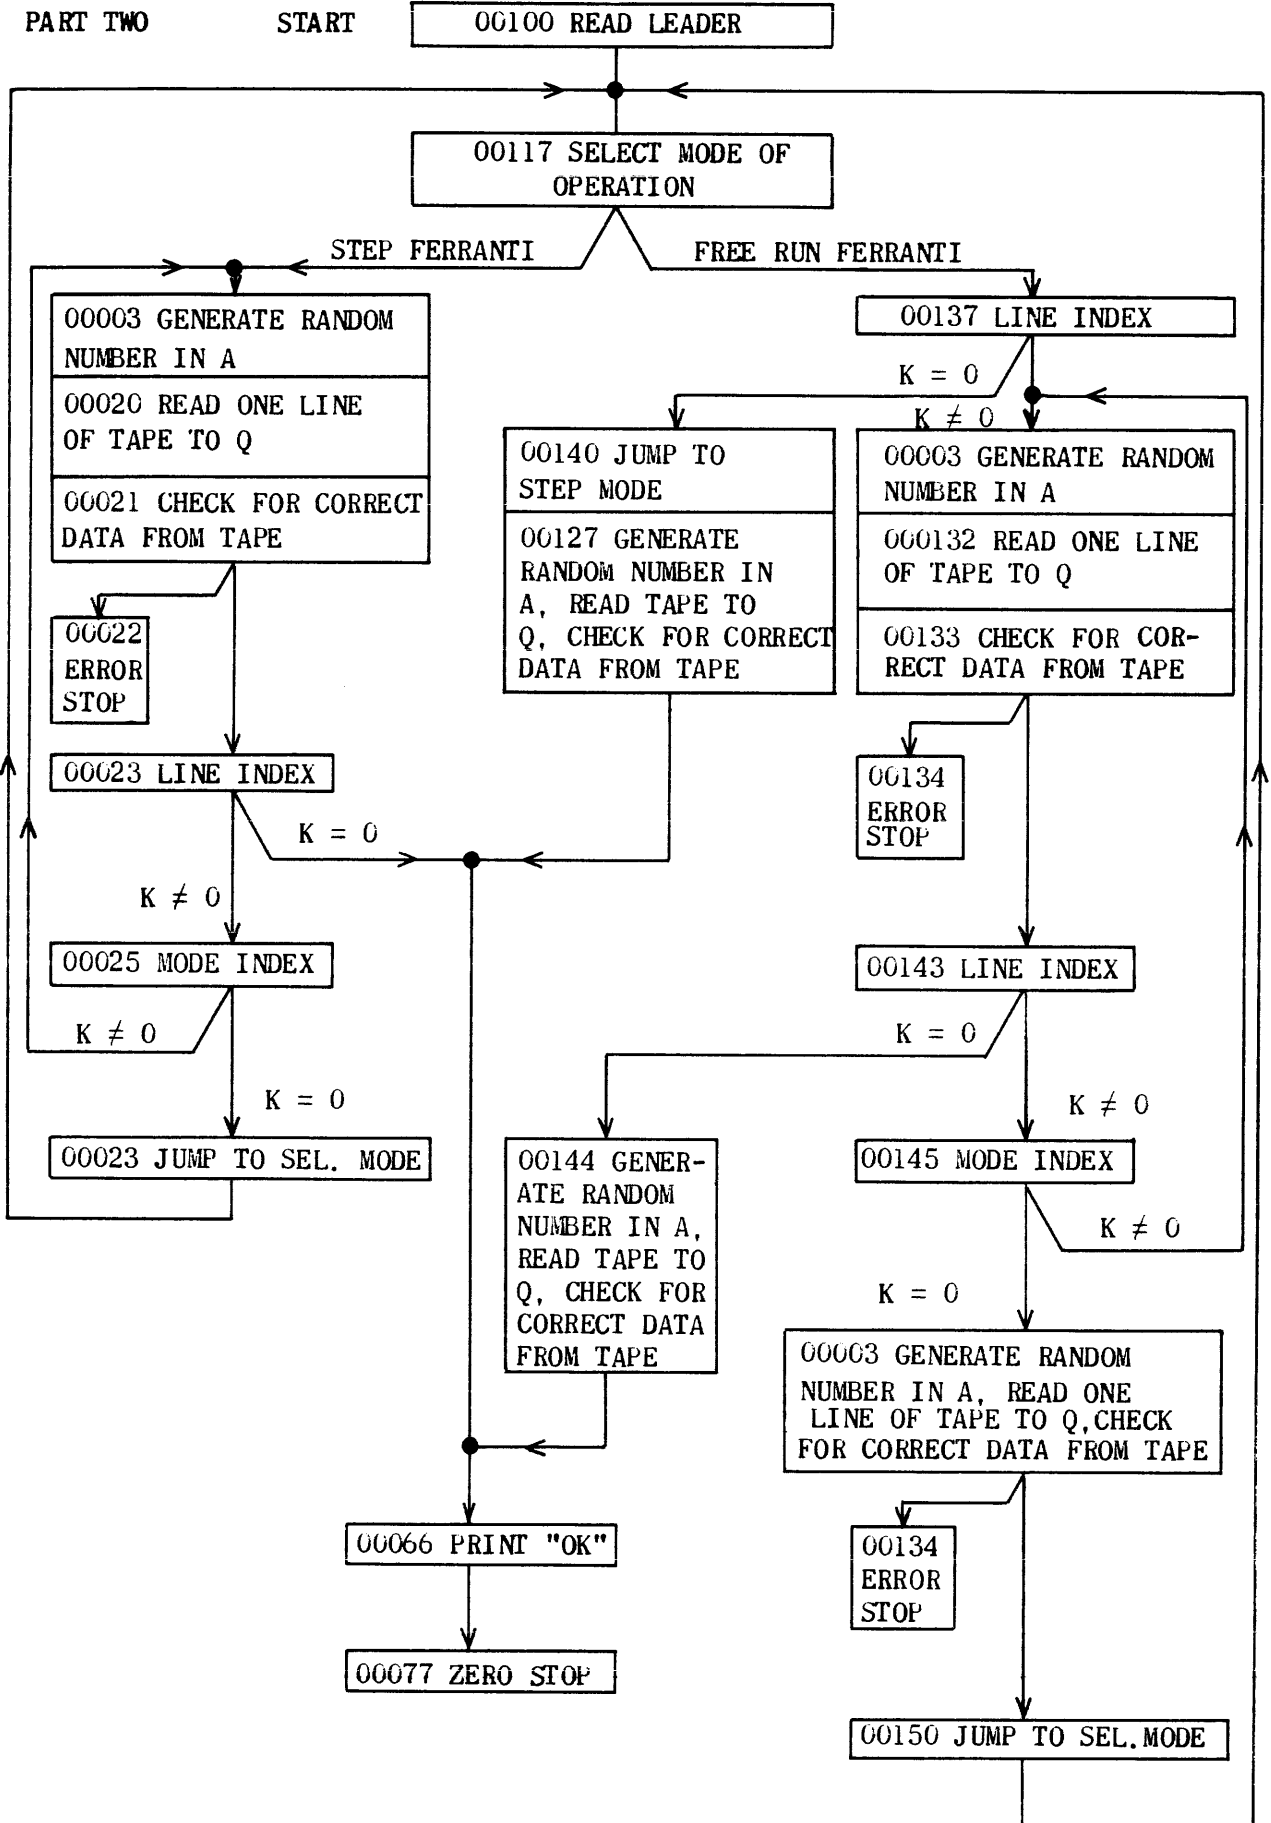 PART TWO START
00100 READ LEADER
00117 SELECT MODE OF
OPERATION
STEP FERRANTI
FREE RUN FERRANTI
00003 GENERATE RANDOM
NUMBER IN A
00020 READ ONE LINE
OF TAPE TO Q
00021 CHECK FOR CORRECT
DATA FROM TAPE
00022
ERROR
STOP
00023 LINE INDEX
K = 0
K ≠ 0
00025 MODE INDEX
K ≠ 0
K = 0
00023 JUMP TO SEL. MODE
00137 LINE INDEX
K = 0
K ≠ 0
00140 JUMP TO
STEP MODE
00127 GENERATE
RANDOM NUMBER IN
A, READ TAPE TO
Q, CHECK FOR CORRECT
DATA FROM TAPE
00003 GENERATE RANDOM
NUMBER IN A
000132 READ ONE LINE
OF TAPE TO Q
00133 CHECK FOR COR-
RECT DATA FROM TAPE
00134
ERROR
STOP
00143 LINE INDEX
K = 0
K ≠ 0
00144 GENER-
ATE RANDOM
NUMBER IN A,
READ TAPE TO
Q, CHECK FOR
CORRECT DATA
FROM TAPE
00145 MODE INDEX
K ≠ 0
K = 0
00003 GENERATE RANDOM
NUMBER IN A, READ ONE
LINE OF TAPE TO Q,CHECK
FOR CORRECT DATA FROM TAPE
00134
ERROR
STOP
00066 PRINT "OK"
00077 ZERO STOP
00150 JUMP TO SEL.MODE